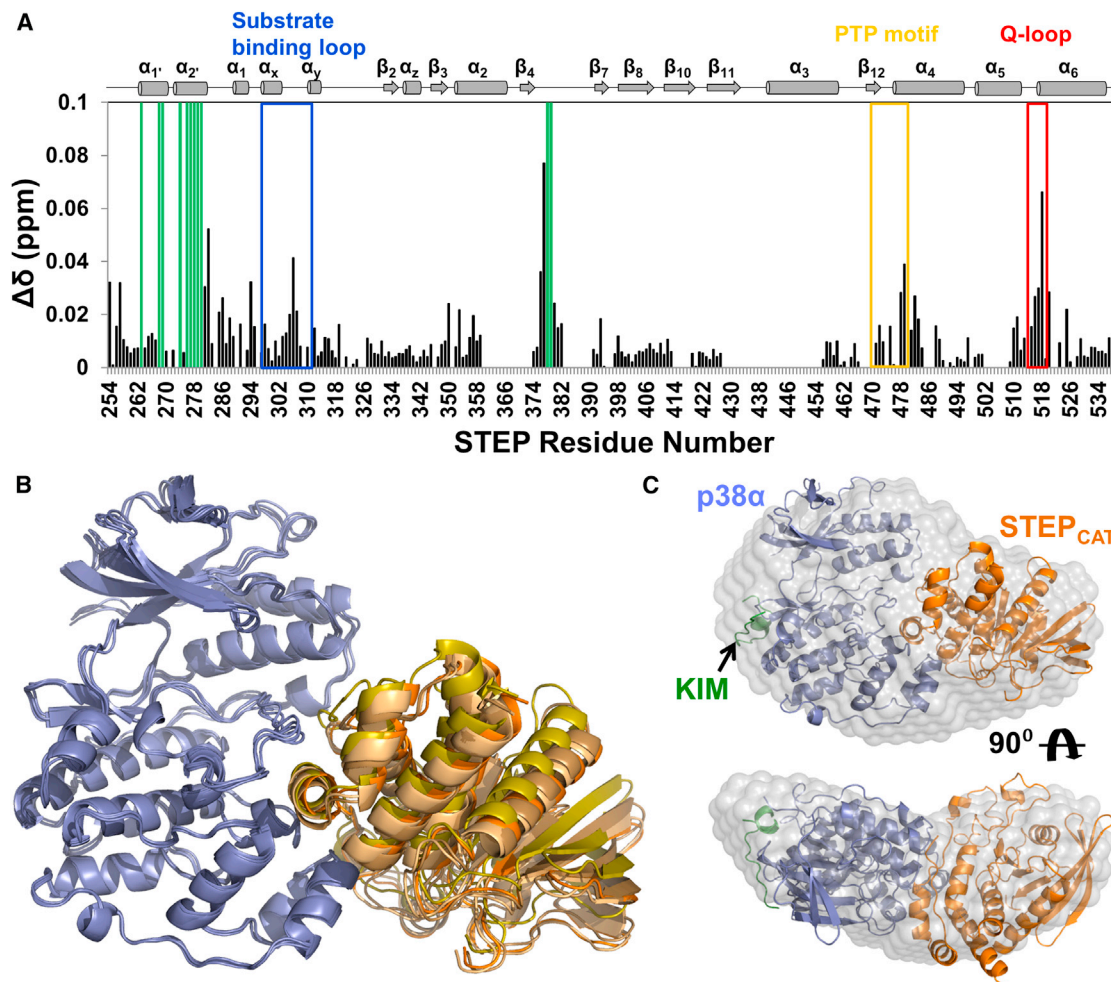 A
Substrate
binding loop
PTP motif
Q-loop
α1' α2' α1 αx αy β2 αz β3 α2 β4 β7 β8 β10 β11 α3 β12 α4 α5 α6
0.1
0.08
0.06
0.04
0.02
0
Δδ (ppm)
254 262 270 278 286 294 302 310 318 326 334 342 350 358 366 374 382 390 398 406 414 422 430 438 446 454 462 470 478 486 494 502 510 518 526 534
STEP Residue Number
B
C
p38α
STEPCAT
KIM
90⁰